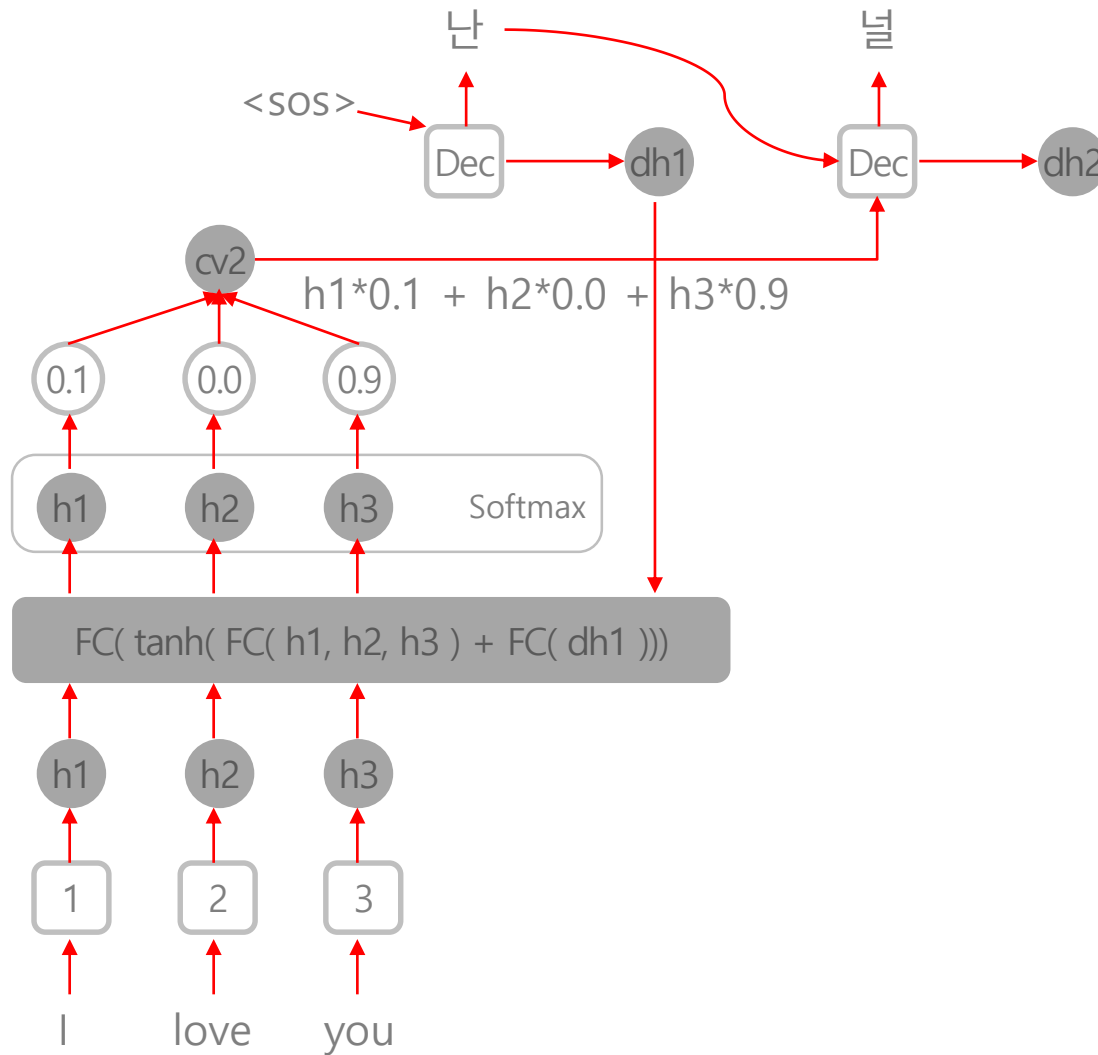 난 널
<sos>
Dec dh1 Dec dh2
cv2
h1*0.1 + h2*0.0 + h3*0.9
0.1 0.0 0.9
h1 h2 h3 Softmax
FC( tanh( FC( h1, h2, h3 ) + FC( dh1 )))
h1 h2 h3
1 2 3
I love you